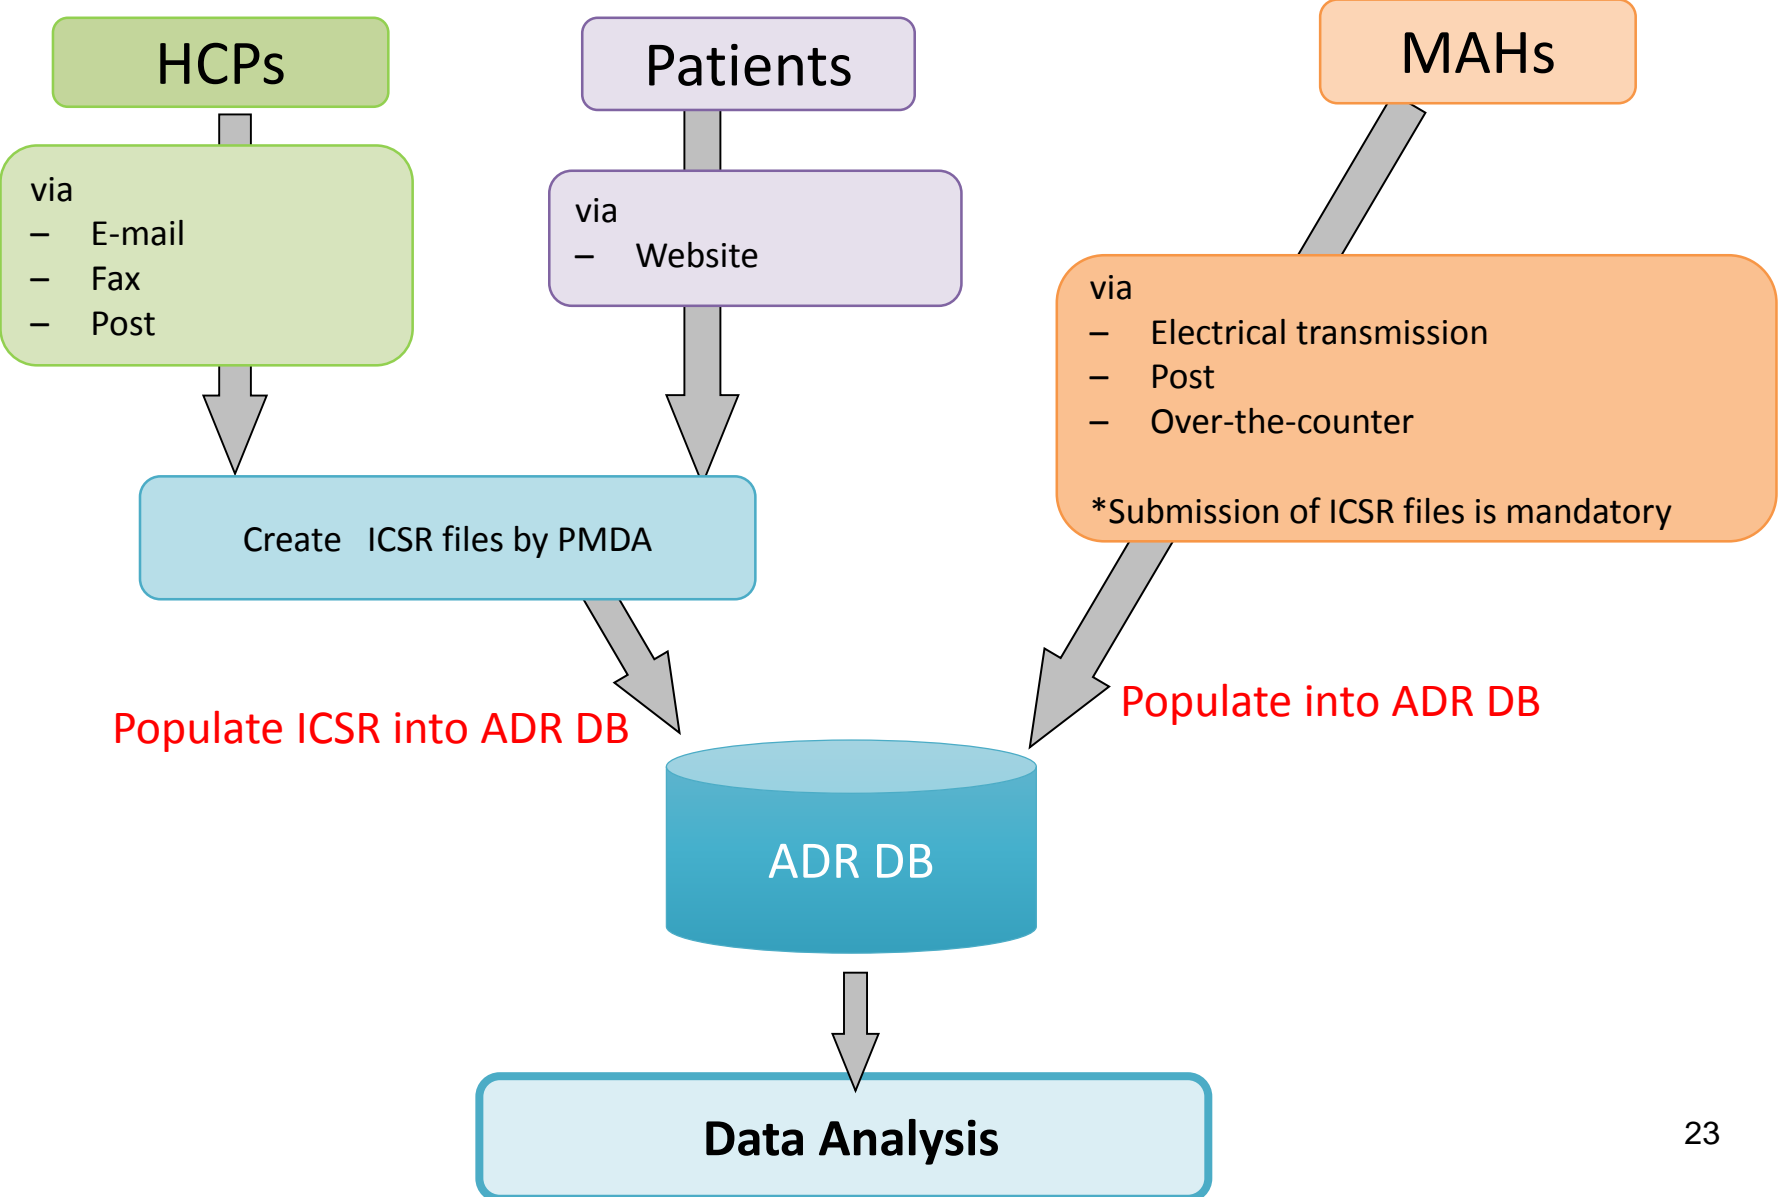 HCPs
via
– E-mail
– Fax
– Post
Patients
via
– Website
MAHs
via
– Electrical transmission
– Post
– Over-the-counter
*Submission of ICSR files is mandatory
Create ICSR files by PMDA
Populate ICSR into ADR DB
Populate into ADR DB
ADR DB
Data Analysis
23